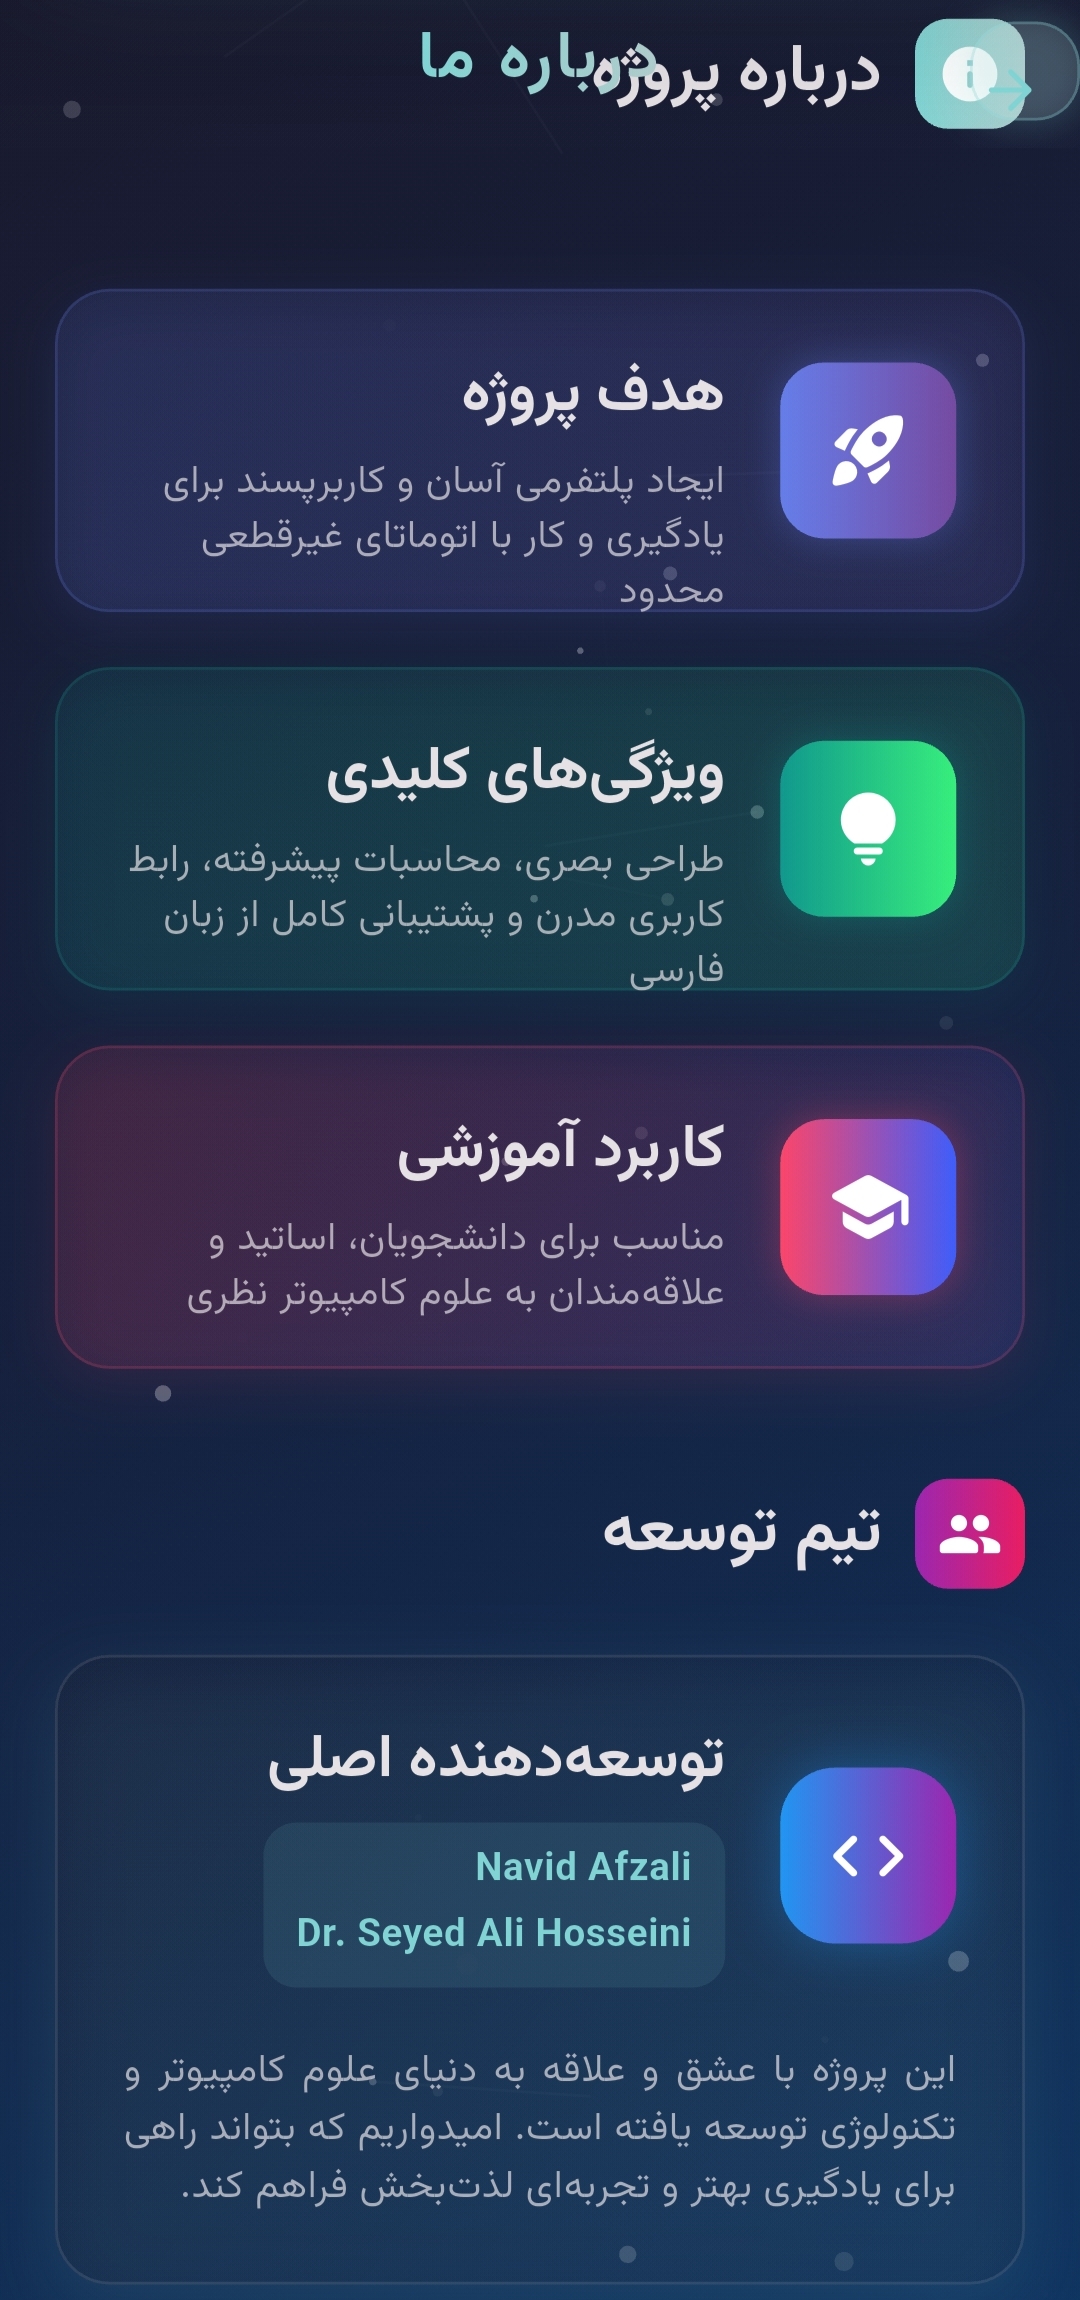 درباره ما
درباره پروژه
هدف پروژه
ایجاد پلتفرمی آسان و کاربرپسند برای
یادگیری و کار با اتوماتای غیرقطعی
محدود
ویژگی‌های کلیدی
طراحی بصری، محاسبات پیشرفته، رابط
کاربری مدرن و پشتیبانی کامل از زبان
فارسی
کاربرد آموزشی
مناسب برای دانشجویان، اساتید و
علاقه‌مندان به علوم کامپیوتر نظری
تیم توسعه
توسعه‌دهنده اصلی
Navid Afzali
Dr. Seyed Ali Hosseini
این پروژه با عشق و علاقه به دنیای علوم کامپیوتر و
تکنولوژی توسعه یافته است. امیدواریم که بتواند راهی
برای یادگیری بهتر و تجربه‌ای لذت‌بخش فراهم کند.